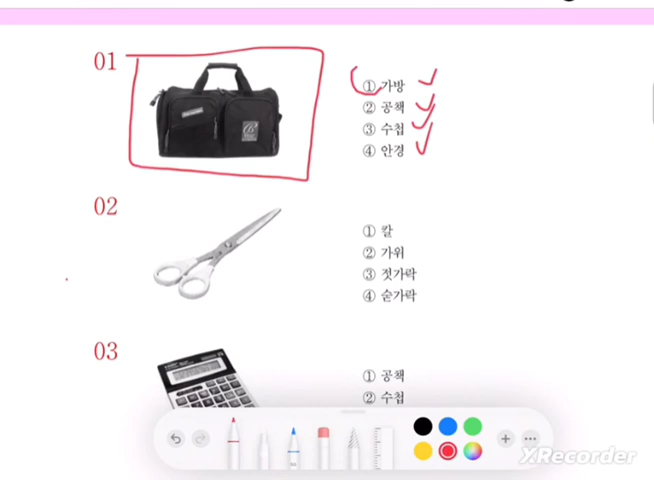 01
① 가방
② 공책
③ 수첩
④ 안경
02
① 칼
② 가위
③ 젓가락
④ 숟가락
03
① 공책
② 수첩
XRecorder